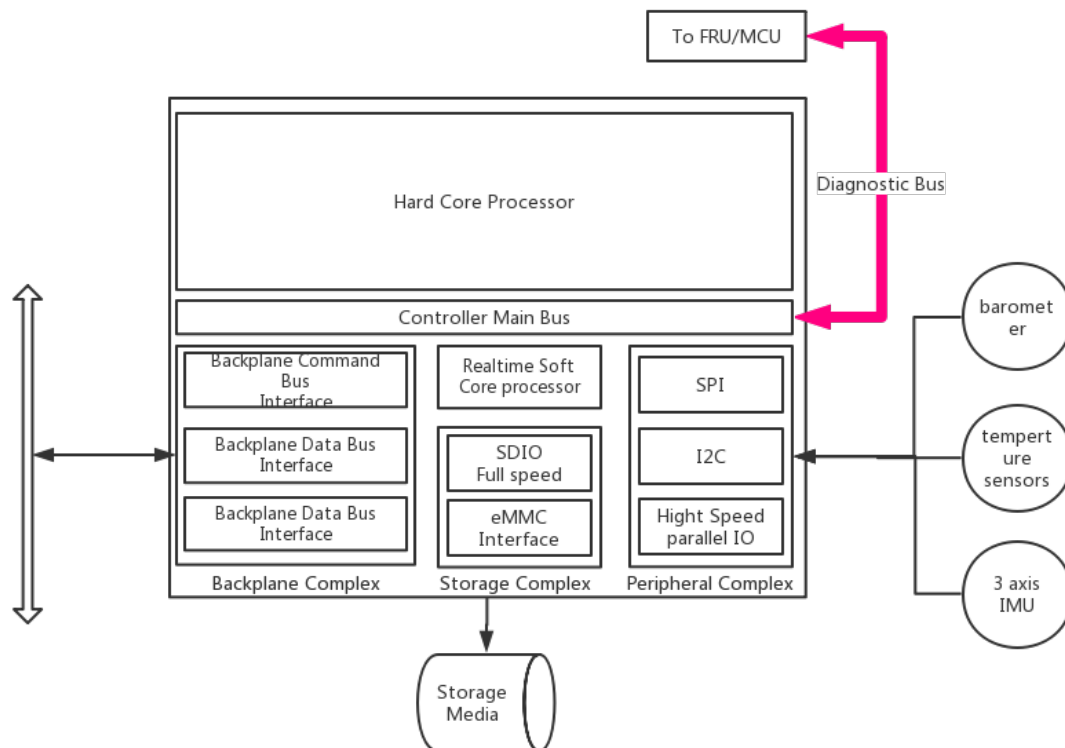 To FRU/MCU
Hard Core Processor
Diagnostic Bus
Controller Main Bus
Backplane Command
Bus
Interface
Backplane Data Bus
Interface
Backplane Data Bus
Interface
Backplane Complex
Realtime Soft
Core processor
SDIO
Full speed
eMMC
Interface
Storage Complex
SPI
I2C
Hight Speed
parallel IO
Peripheral Complex
baromet
er
tempert
ure
sensors
3 axis
IMU
Storage
Media